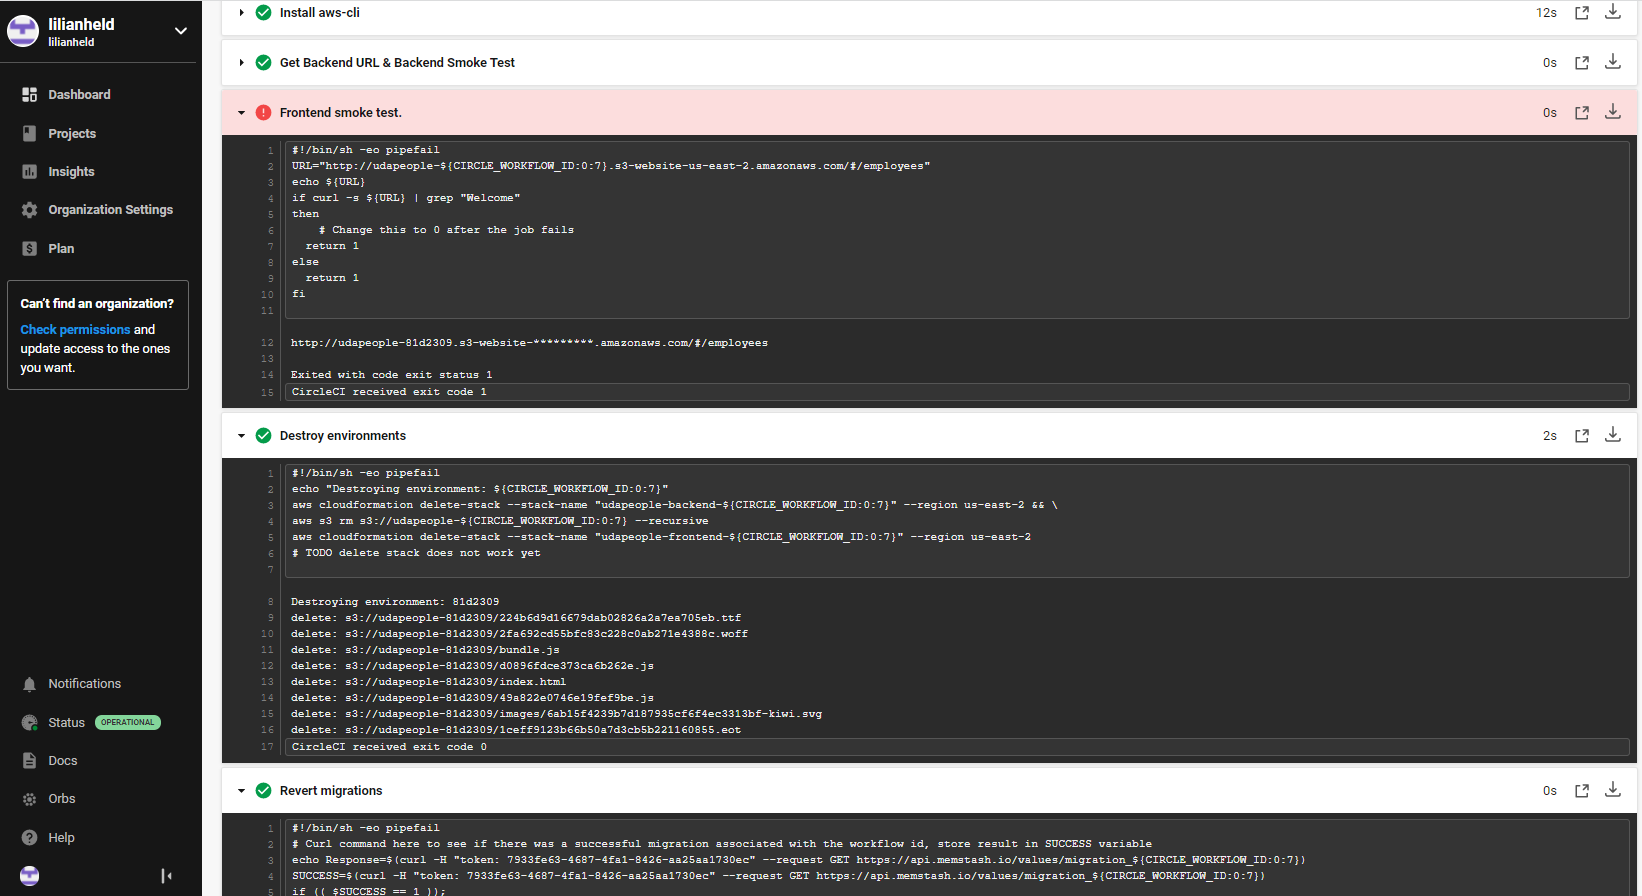 lilianheld
lilianheld
Dashboard
Projects
Insights
Organization Settings
Plan
Can't find an organization?
Check permissions and
update access to the ones
you want.
Notifications
Status OPERATIONAL
Docs
Orbs
Help
Install aws-cli 12s
Get Backend URL & Backend Smoke Test 0s
Frontend smoke test. 0s
1 #!/bin/sh -eo pipefail
2 URL="http://udapeople-${CIRCLE_WORKFLOW_ID:0:7}.s3-website-us-east-2.amazonaws.com/#/employees"
3 echo ${URL}
4 if curl -s ${URL} | grep "Welcome"
5 then
6 # Change this to 0 after the job fails
7 return 1
8 else
9 return 1
10 fi
11
12 http://udapeople-81d2309.s3-website-*********.amazonaws.com/#/employees
13
14 Exited with code exit status 1
15 CircleCI received exit code 1
Destroy environments 2s
1 #!/bin/sh -eo pipefail
2 echo "Destroying environment: ${CIRCLE_WORKFLOW_ID:0:7}"
3 aws cloudformation delete-stack --stack-name "udapeople-backend-${CIRCLE_WORKFLOW_ID:0:7}" --region us-east-2 && \
4 aws s3 rm s3://udapeople-${CIRCLE_WORKFLOW_ID:0:7} --recursive
5 aws cloudformation delete-stack --stack-name "udapeople-frontend-${CIRCLE_WORKFLOW_ID:0:7}" --region us-east-2
6 # TODO delete stack does not work yet
7
8 Destroying environment: 81d2309
9 delete: s3://udapeople-81d2309/224b6d9d16679dab02826a2a7ea705eb.ttf
10 delete: s3://udapeople-81d2309/2fa692cd55bfc83c228c0ab271e4388c.woff
11 delete: s3://udapeople-81d2309/bundle.js
12 delete: s3://udapeople-81d2309/d0896fdce373ca6b262e.js
13 delete: s3://udapeople-81d2309/index.html
14 delete: s3://udapeople-81d2309/49a822e0746e19fef9be.js
15 delete: s3://udapeople-81d2309/images/6ab15f4239b7d187935cf6f4ec3313bf-kiwi.svg
16 delete: s3://udapeople-81d2309/1ceff9123b66b50a7d3cb5b221160855.eot
17 CircleCI received exit code 0
Revert migrations 0s
1 #!/bin/sh -eo pipefail
2 # Curl command here to see if there was a successful migration associated with the workflow id, store result in SUCCESS variable
3 echo Response=$(curl -H "token: 7933fe63-4687-4fa1-8426-aa25aa1730ec" --request GET https://api.memstash.io/values/migration_${CIRCLE_WORKFLOW_ID:0:7})
4 SUCCESS=$(curl -H "token: 7933fe63-4687-4fa1-8426-aa25aa1730ec" --request GET https://api.memstash.io/values/migration_${CIRCLE_WORKFLOW_ID:0:7})
5 if (( $SUCCESS == 1 ));